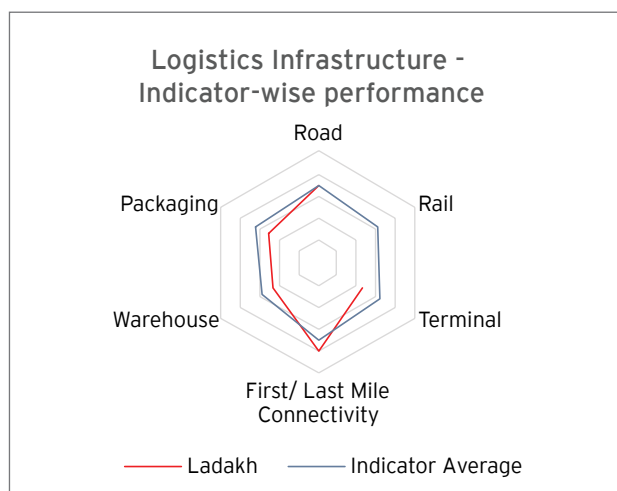 Logistics Infrastructure -
Indicator-wise performance
Road
Packaging
Rail
Warehouse
Terminal
First/ Last Mile
Connectivity
Ladakh
Indicator Average